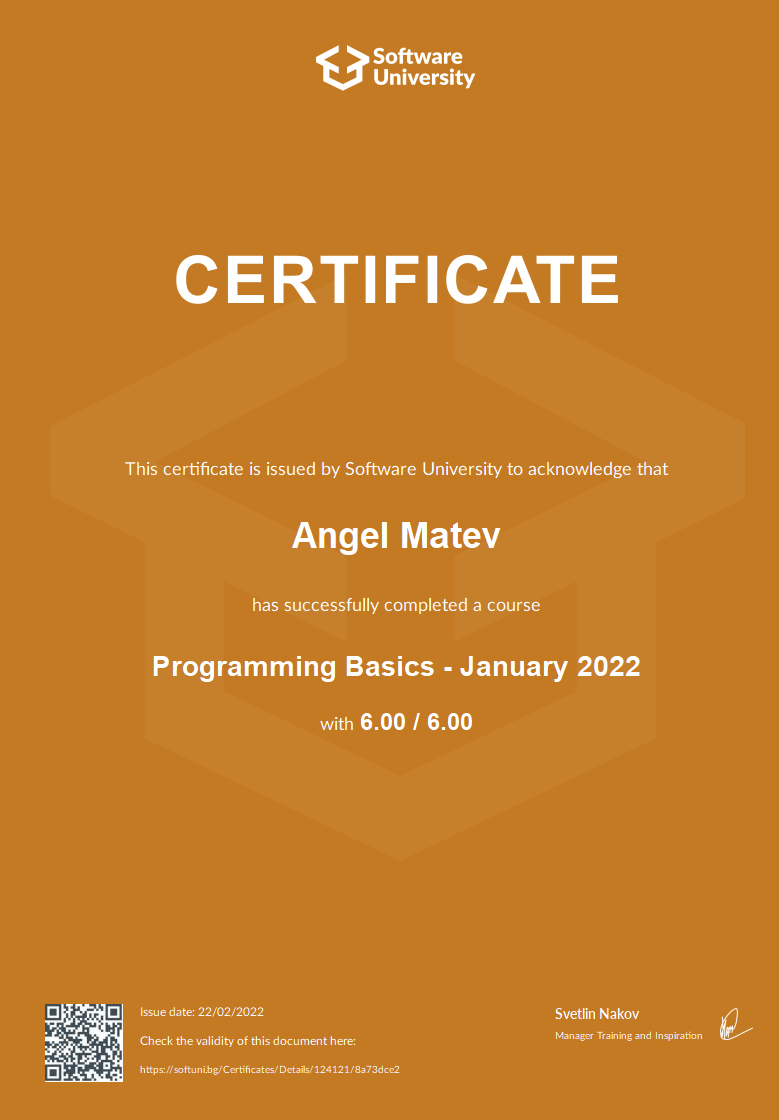 Software
University
CERTIFICATE
This certificate is issued by Software University to acknowledge that
Angel Matev
has successfully completed a course
Programming Basics - January 2022
with 6.00 / 6.00
Issue date: 22/02/2022
Check the validity of this document here:
https://softuni.bg/Certificates/Details/124121/8a73dce2
Svetlin Nakov
Manager Training and Inspiration